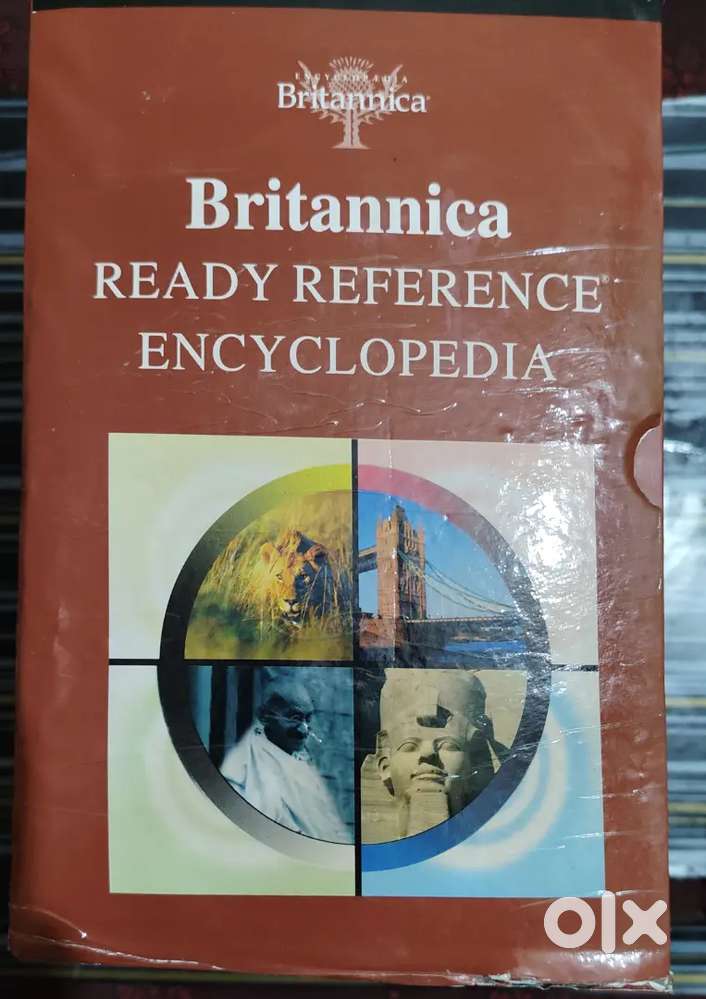 ENCYCLOPÆDIA
Britannica®
Britannica
READY REFERENCE®
ENCYCLOPEDIA
olx